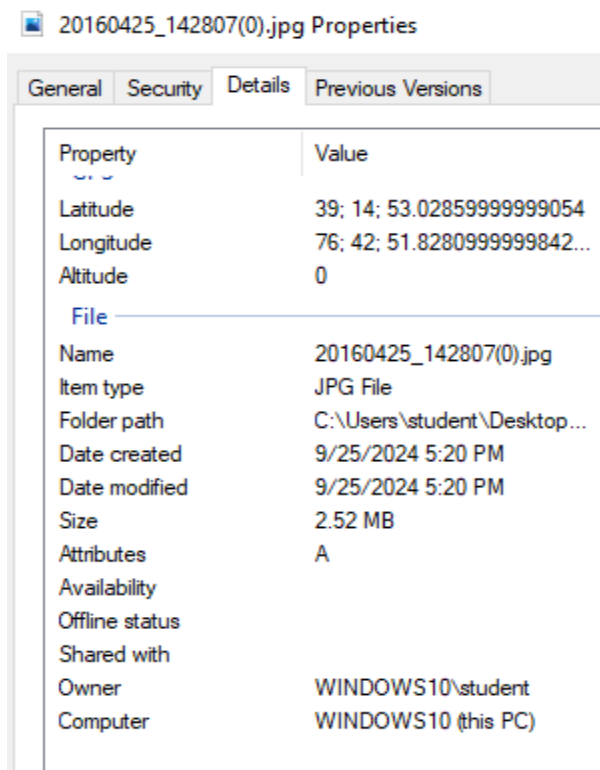 20160425_142807(0).jpg Properties
General Security Details Previous Versions
Property Value
Latitude 39; 14; 53.02859999999054
Longitude 76; 42; 51.8280999999842...
Altitude 0
File
Name 20160425_142807(0).jpg
Item type JPG File
Folder path C:\Users\student\Desktop...
Date created 9/25/2024 5:20 PM
Date modified 9/25/2024 5:20 PM
Size 2.52 MB
Attributes A
Availability
Offline status
Shared with
Owner WINDOWS10\student
Computer WINDOWS10 (this PC)